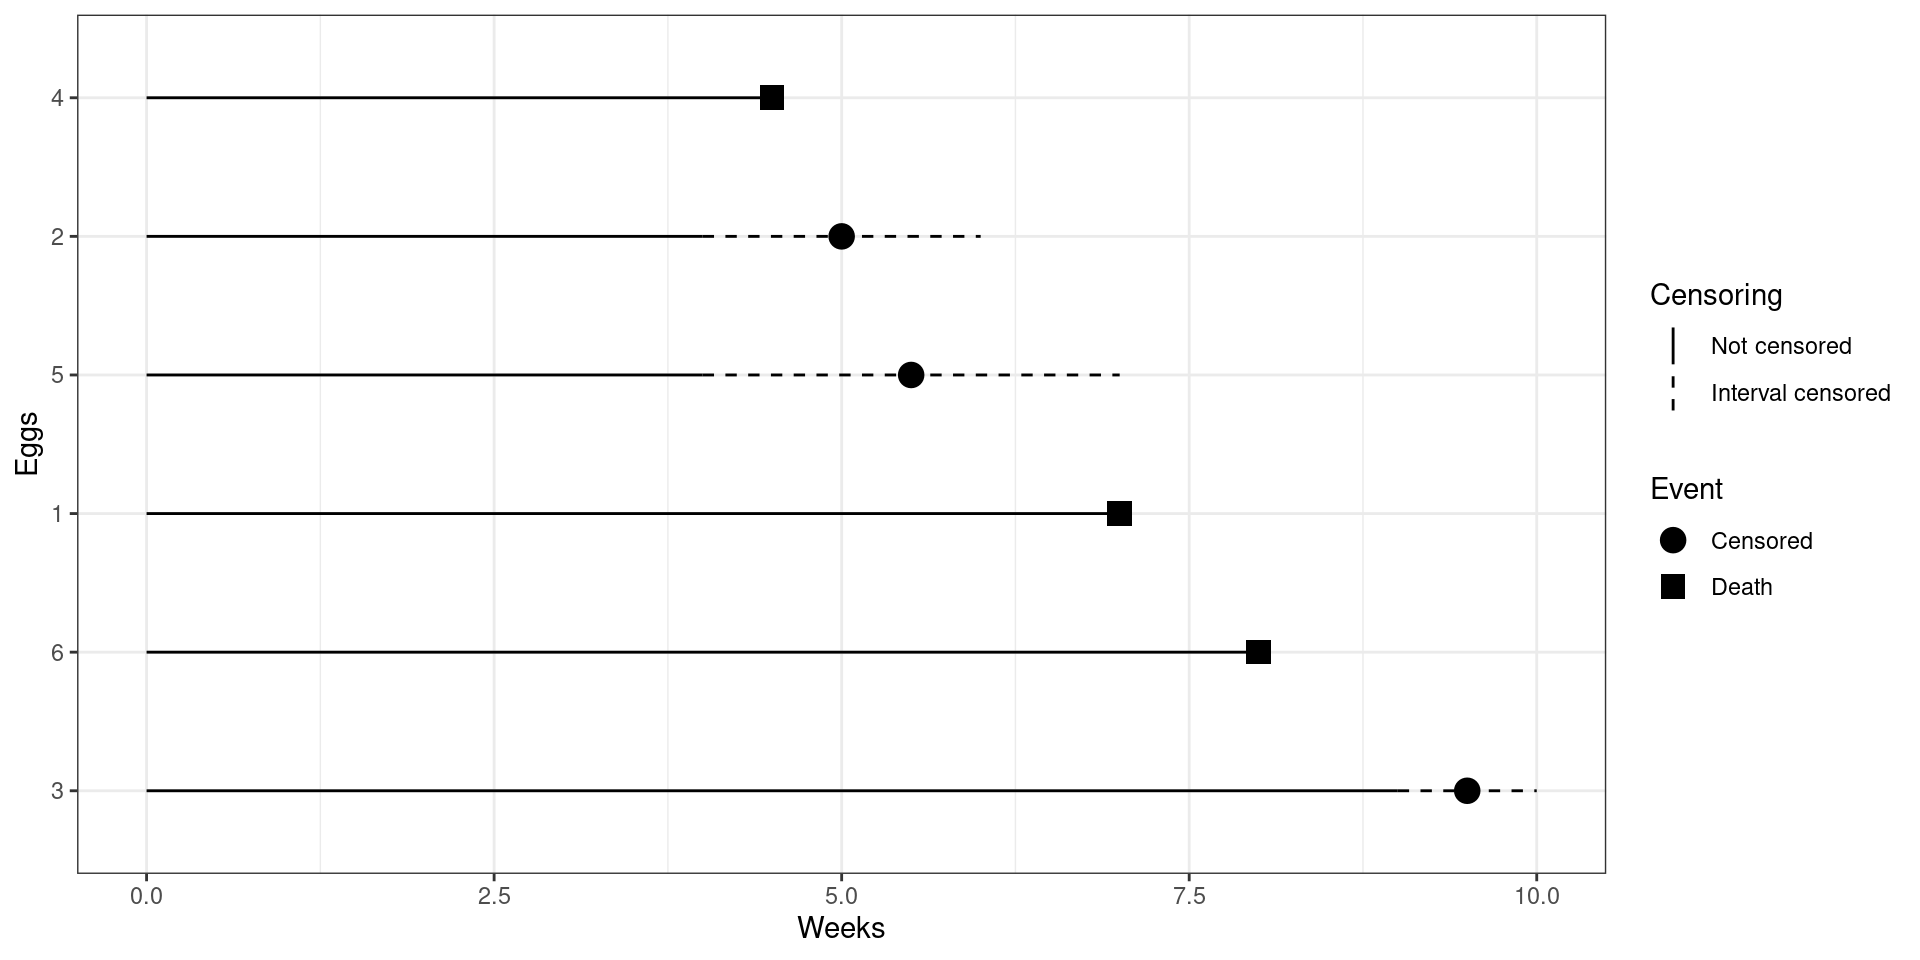 4
2
5
1
6
3
Eggs
0.0 2.5 5.0 7.5 10.0
Weeks
Censoring
Not censored
Interval censored
Event
Censored
Death